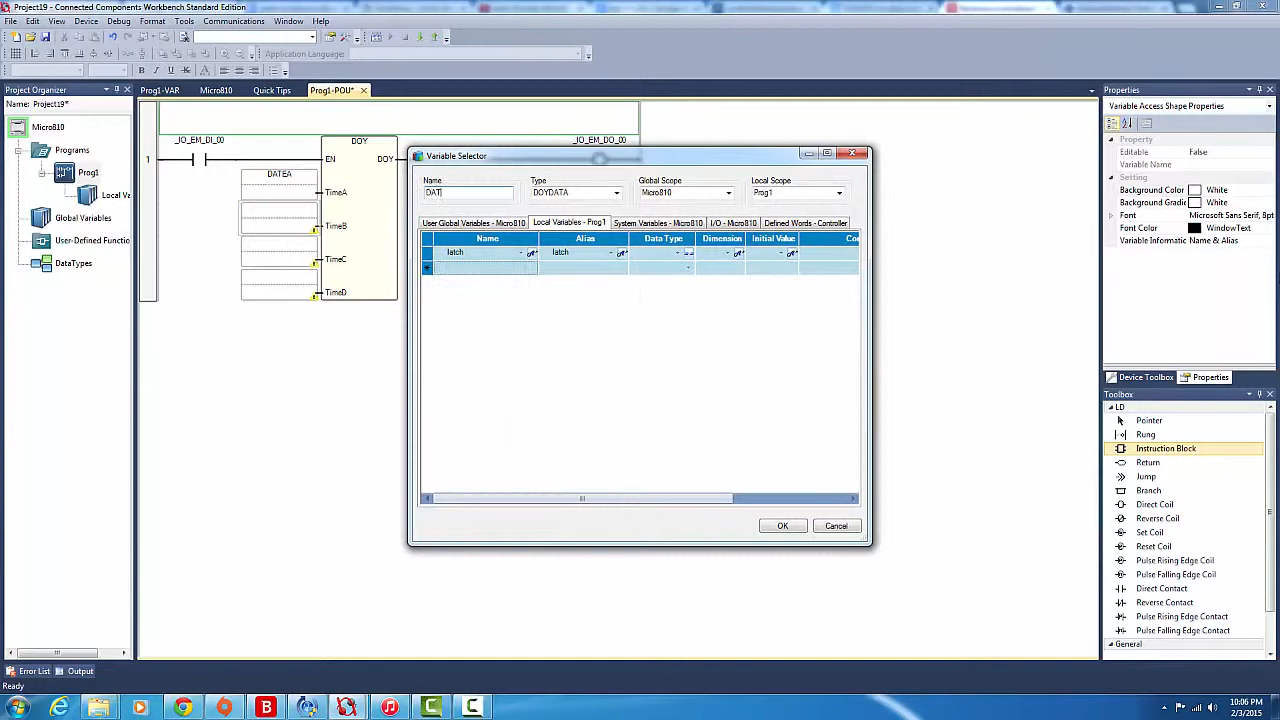 Project19 - Connected Components Workbench Standard Edition
File Edit View Device Debug Format Tools Communications Window Help
Application Language:
Project Organizer
Name: Project19*
Micro810
Programs
Prog1
Local Va
Global Variables
User-Defined Functio
DataTypes
Prog1-VAR Micro810 Quick Tips Prog1-POU*
1
_IO_EM_DI_00
DOY
_IO_EM_DO_00
EN DOY
DATEA
TimeA
TimeB
TimeC
TimeD
Variable Selector
Name Type Global Scope Local Scope
DAT DOYDATA Micro810 Prog1
User Global Variables - Micro810 Local Variables - Prog1 System Variables - Micro810 I/O - Micro810 Defined Words - Controller
Name Alias Data Type Dimension Initial Value Co
latch latch
OK Cancel
Properties
Variable Access Shape Properties
Property
Editable False
Variable Name
Setting
Background Color White
Background Gradie White
Font Microsoft Sans Serif, 8pt
Font Color WindowText
Variable Informatic Name & Alias
Device Toolbox Properties
Toolbox
LD
Pointer
Rung
Instruction Block
Return
Jump
Branch
Direct Coil
Reverse Coil
Set Coil
Reset Coil
Pulse Rising Edge Coil
Pulse Falling Edge Coil
Direct Contact
Reverse Contact
Pulse Rising Edge Contact
Pulse Falling Edge Contact
General
Error List Output
Ready
10:06 PM
2/3/2015